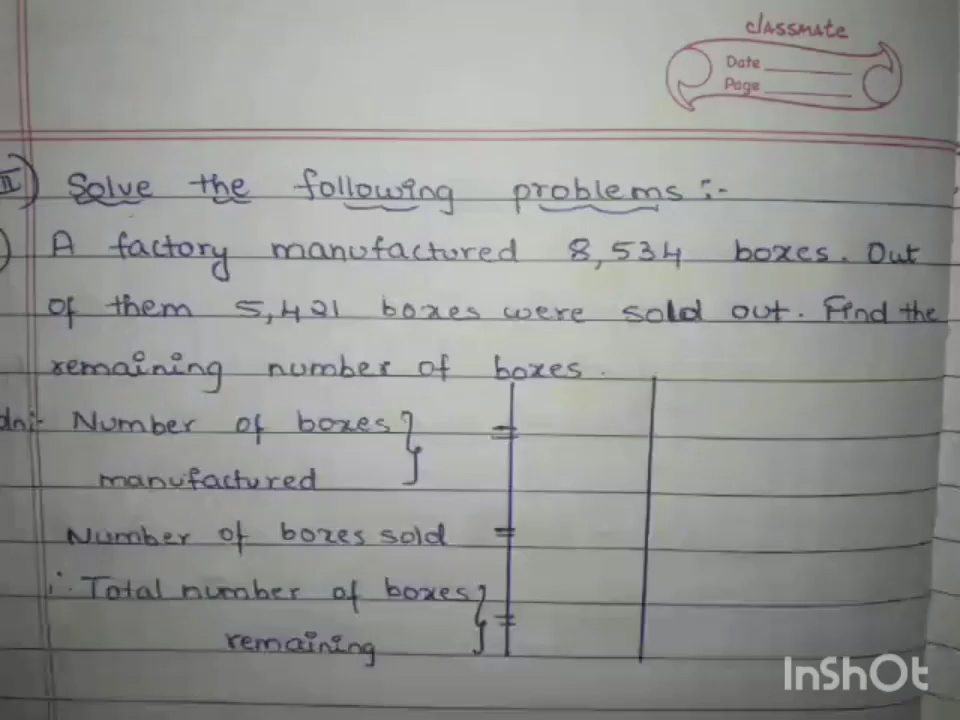 classmate
Date
Page
III) Solve the following problems :-
) A factory manufactured 8,534 boxes. Out
of them 5,421 boxes were sold out. Find the
remaining number of boxes.
oln:- Number of boxes } =
manufactured
Number of boxes sold =
∴ Total number of boxes } =
remaining
InShOt